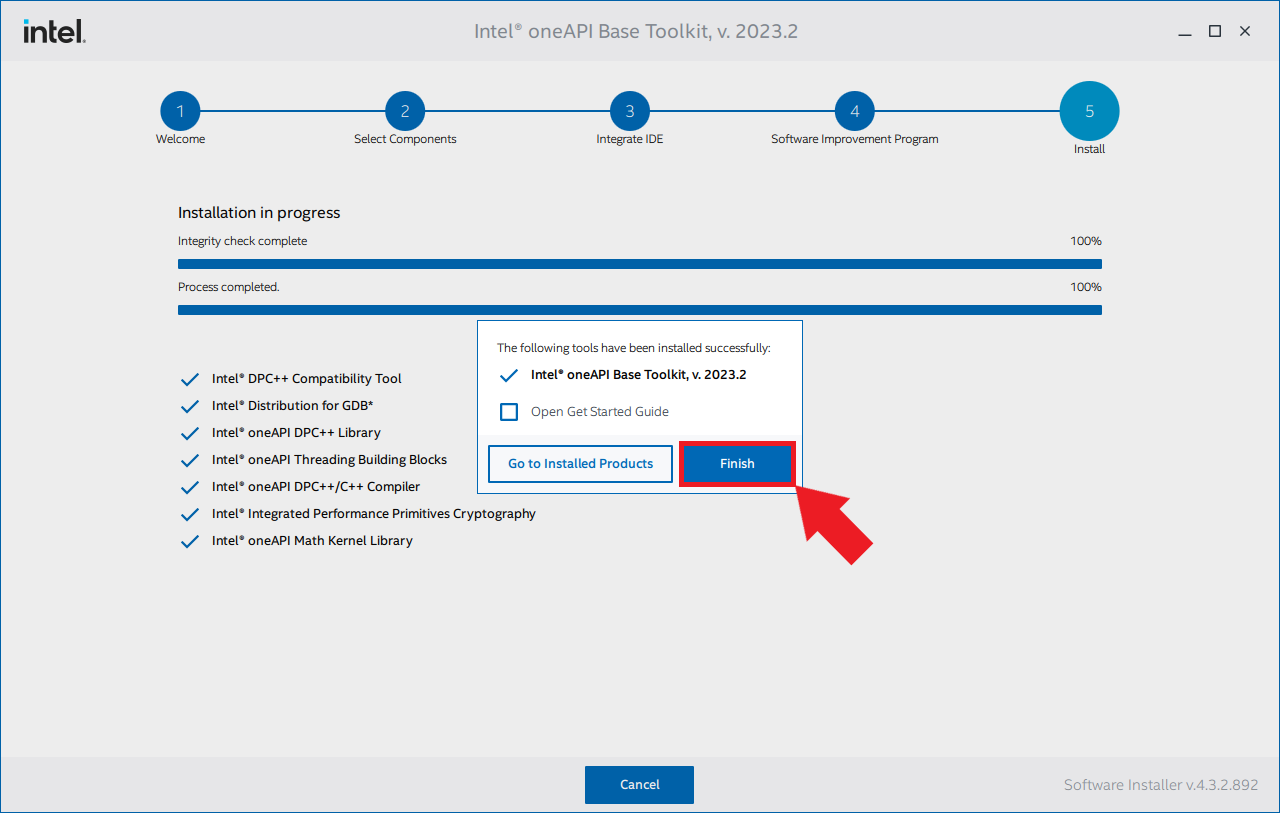 intel.
Intel® oneAPI Base Toolkit, v. 2023.2
1
2
3
4
5
Welcome
Select Components
Integrate IDE
Software Improvement Program
Install
Installation in progress
Integrity check complete 100%
Process completed. 100%
The following tools have been installed successfully:
Intel® oneAPI Base Toolkit, v. 2023.2
Open Get Started Guide
Go to Installed Products
Finish
Intel® DPC++ Compatibility Tool
Intel® Distribution for GDB*
Intel® oneAPI DPC++ Library
Intel® oneAPI Threading Building Blocks
Intel® oneAPI DPC++/C++ Compiler
Intel® Integrated Performance Primitives Cryptography
Intel® oneAPI Math Kernel Library
Cancel
Software Installer v.4.3.2.892